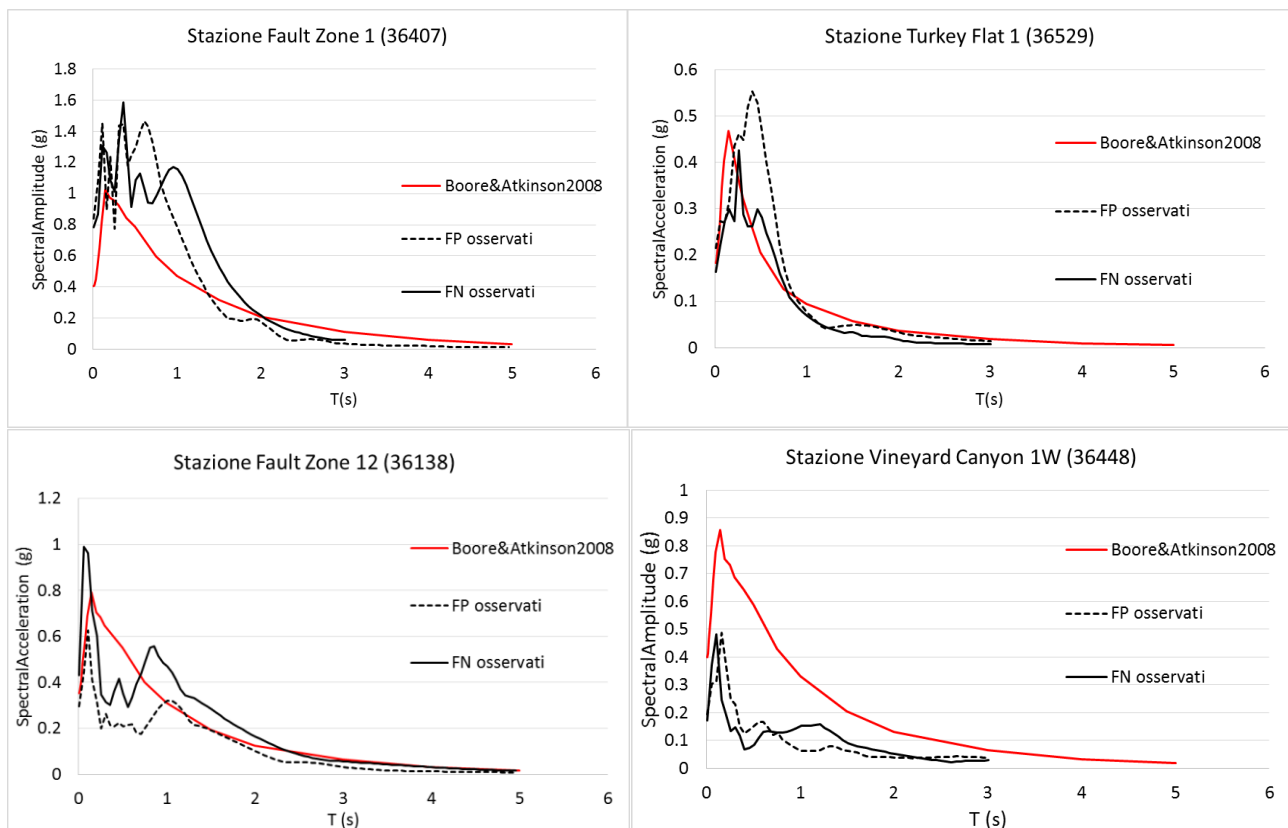 Stazione Fault Zone 1 (36407)
SpectralAmplitude (g)
1.8
1.6
1.4
1.2
1
0.8
0.6
0.4
0.2
0
0 1 2 3 4 5 6
T(s)
Boore&Atkinson2008
FP osservati
FN osservati
Stazione Turkey Flat 1 (36529)
SpectralAcceleration (g)
0.6
0.5
0.4
0.3
0.2
0.1
0
0 1 2 3 4 5 6
T(s)
Boore&Atkinson2008
FP osservati
FN osservati
Stazione Fault Zone 12 (36138)
SpectralAcceleration (g)
1.2
1
0.8
0.6
0.4
0.2
0
0 1 2 3 4 5 6
T (s)
Boore&Atkinson2008
FP osservati
FN osservati
Stazione Vineyard Canyon 1W (36448)
SpectralAmplitude (g)
1
0.9
0.8
0.7
0.6
0.5
0.4
0.3
0.2
0.1
0
0 1 2 3 4 5 6
T (s)
Boore&Atkinson2008
FP osservati
FN osservati